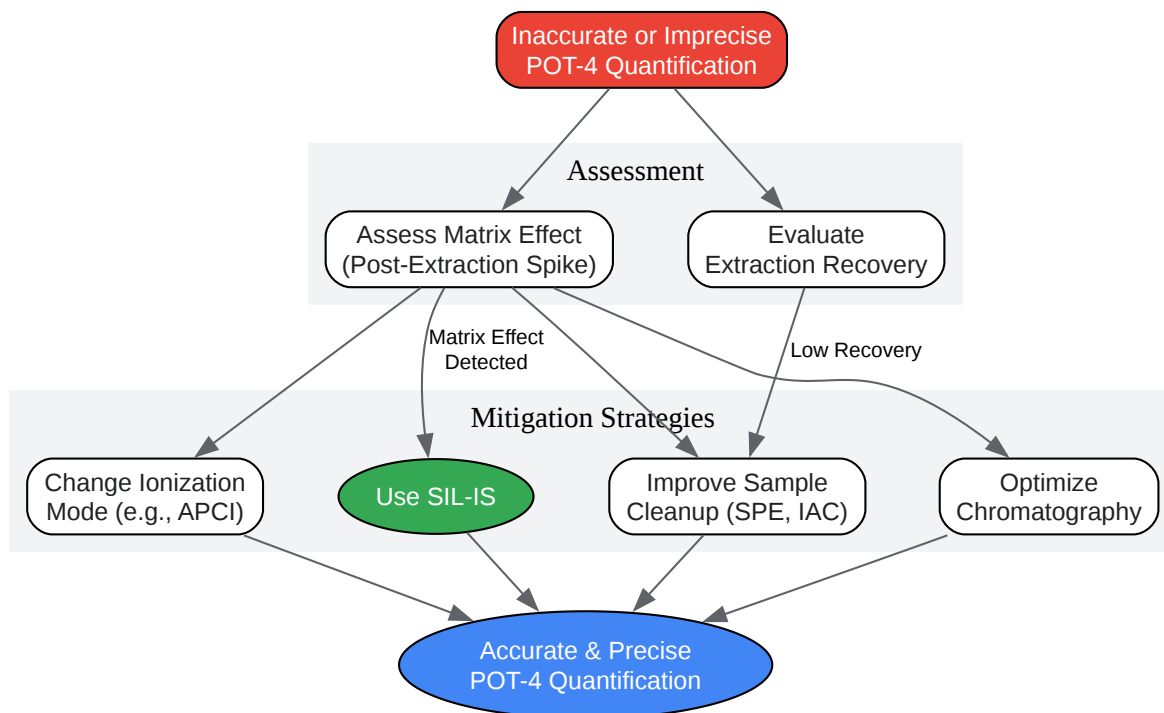 Inaccurate or Imprecise
POT-4 Quantification
Assessment
Assess Matrix Effect
(Post-Extraction Spike)
Evaluate
Extraction Recovery
Matrix Effect
Detected
Low Recovery
Mitigation Strategies
Change Ionization
Mode (e.g., APCI)
Use SIL-IS
Improve Sample
Cleanup (SPE, IAC)
Optimize
Chromatography
Accurate & Precise
POT-4 Quantification